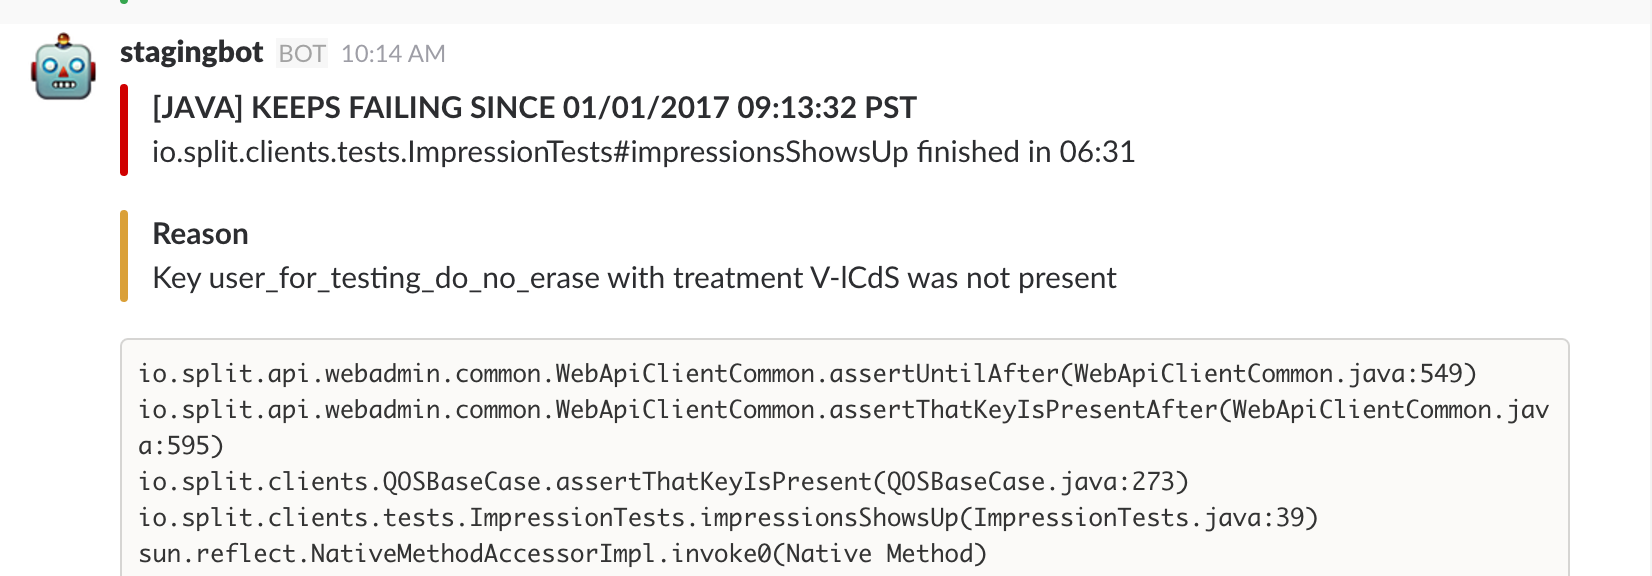 stagingbot BOT 10:14 AM
[JAVA] KEEPS FAILING SINCE 01/01/2017 09:13:32 PST
io.split.clients.tests.ImpressionTests#impressionsShowsUp finished in 06:31
Reason
Key user_for_testing_do_no_erase with treatment V-lCdS was not present
io.split.api.webadmin.common.WebApiClientCommon.assertUntilAfter(WebApiClientCommon.java:549)
io.split.api.webadmin.common.WebApiClientCommon.assertThatKeyIsPresentAfter(WebApiClientCommon.jav
a:595)
io.split.clients.QOSBaseCase.assertThatKeyIsPresent(QOSBaseCase.java:273)
io.split.clients.tests.ImpressionTests.impressionsShowsUp(ImpressionTests.java:39)
sun.reflect.NativeMethodAccessorImpl.invoke0(Native Method)